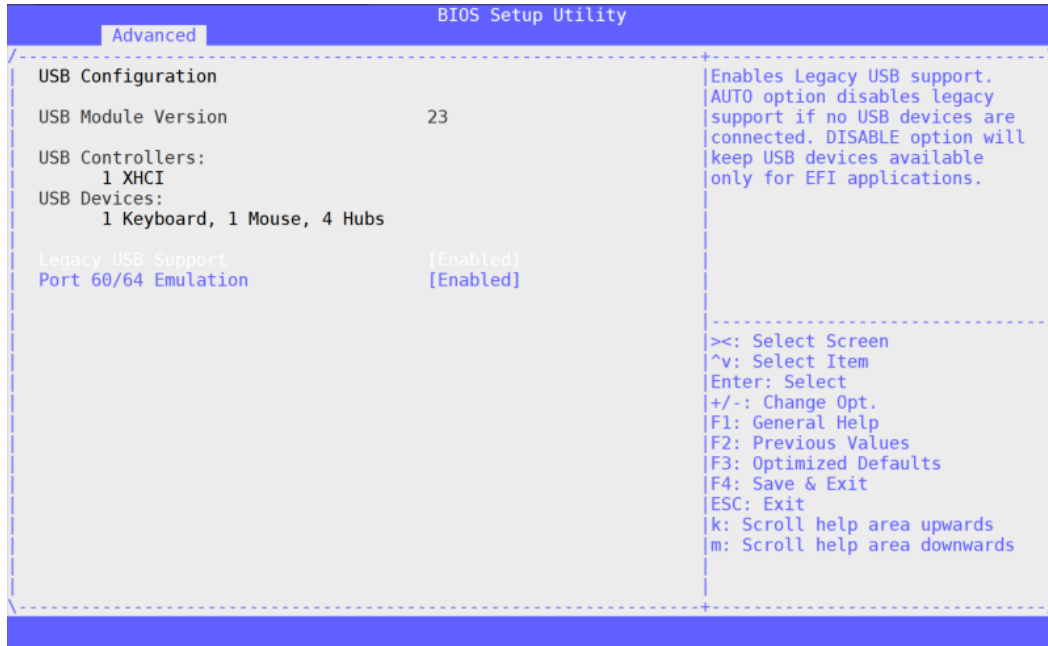 BIOS Setup Utility
Advanced
USB Configuration
USB Module Version 23
USB Controllers:
1 XHCI
USB Devices:
1 Keyboard, 1 Mouse, 4 Hubs
Legacy USB Support [Enabled]
Port 60/64 Emulation [Enabled]
Enables Legacy USB support.
AUTO option disables legacy
support if no USB devices are
connected. DISABLE option will
keep USB devices available
only for EFI applications.
><: Select Screen
^v: Select Item
Enter: Select
+/-: Change Opt.
F1: General Help
F2: Previous Values
F3: Optimized Defaults
F4: Save & Exit
ESC: Exit
k: Scroll help area upwards
m: Scroll help area downwards